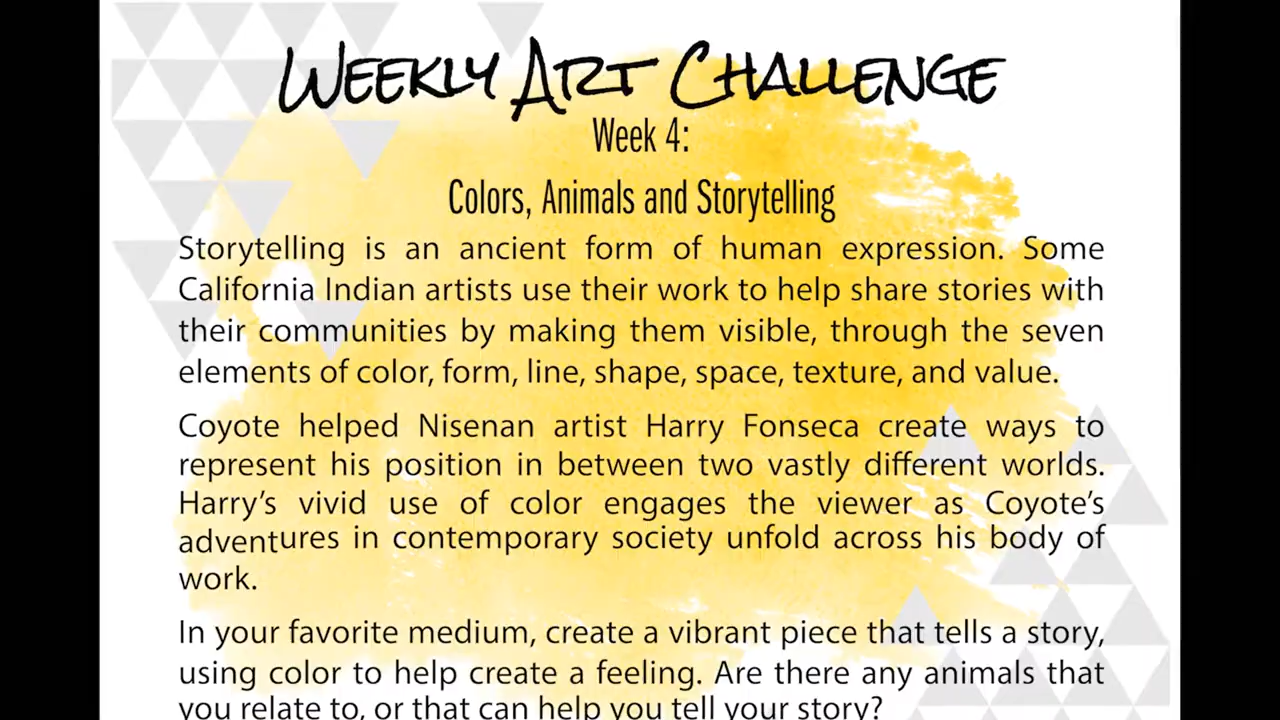 WEEKLY ART CHALLENGE
Week 4:
Colors, Animals and Storytelling
Storytelling is an ancient form of human expression. Some
California Indian artists use their work to help share stories with
their communities by making them visible, through the seven
elements of color, form, line, shape, space, texture, and value.
Coyote helped Nisenan artist Harry Fonseca create ways to
represent his position in between two vastly different worlds.
Harry’s vivid use of color engages the viewer as Coyote’s
adventures in contemporary society unfold across his body of
work.
In your favorite medium, create a vibrant piece that tells a story,
using color to help create a feeling. Are there any animals that
you relate to, or that can help you tell your story?